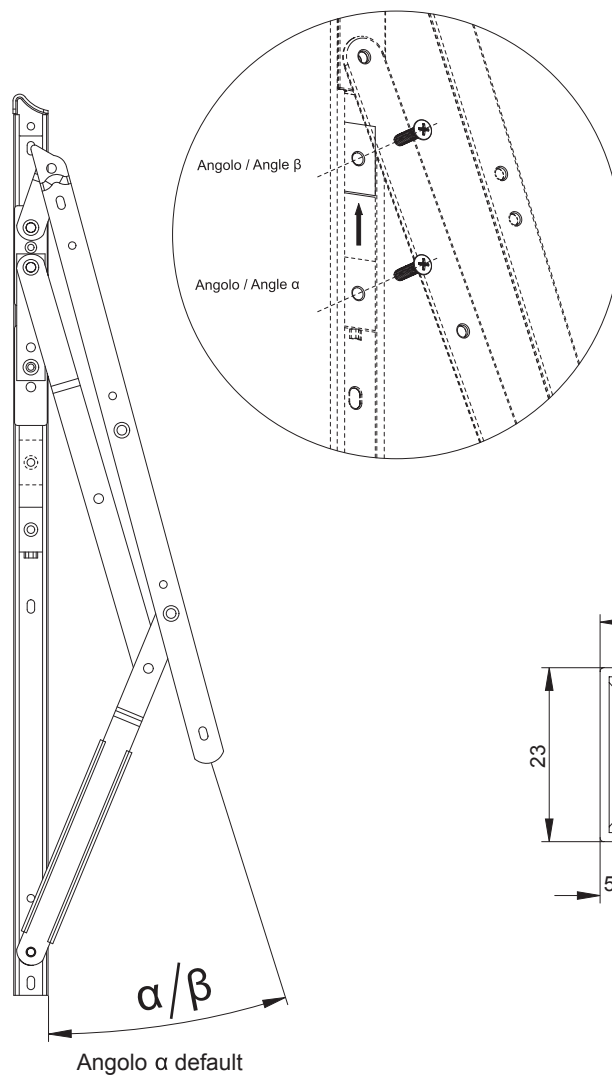 Angolo / Angle β
Angolo / Angle α
23
5
α/β
Angolo α default